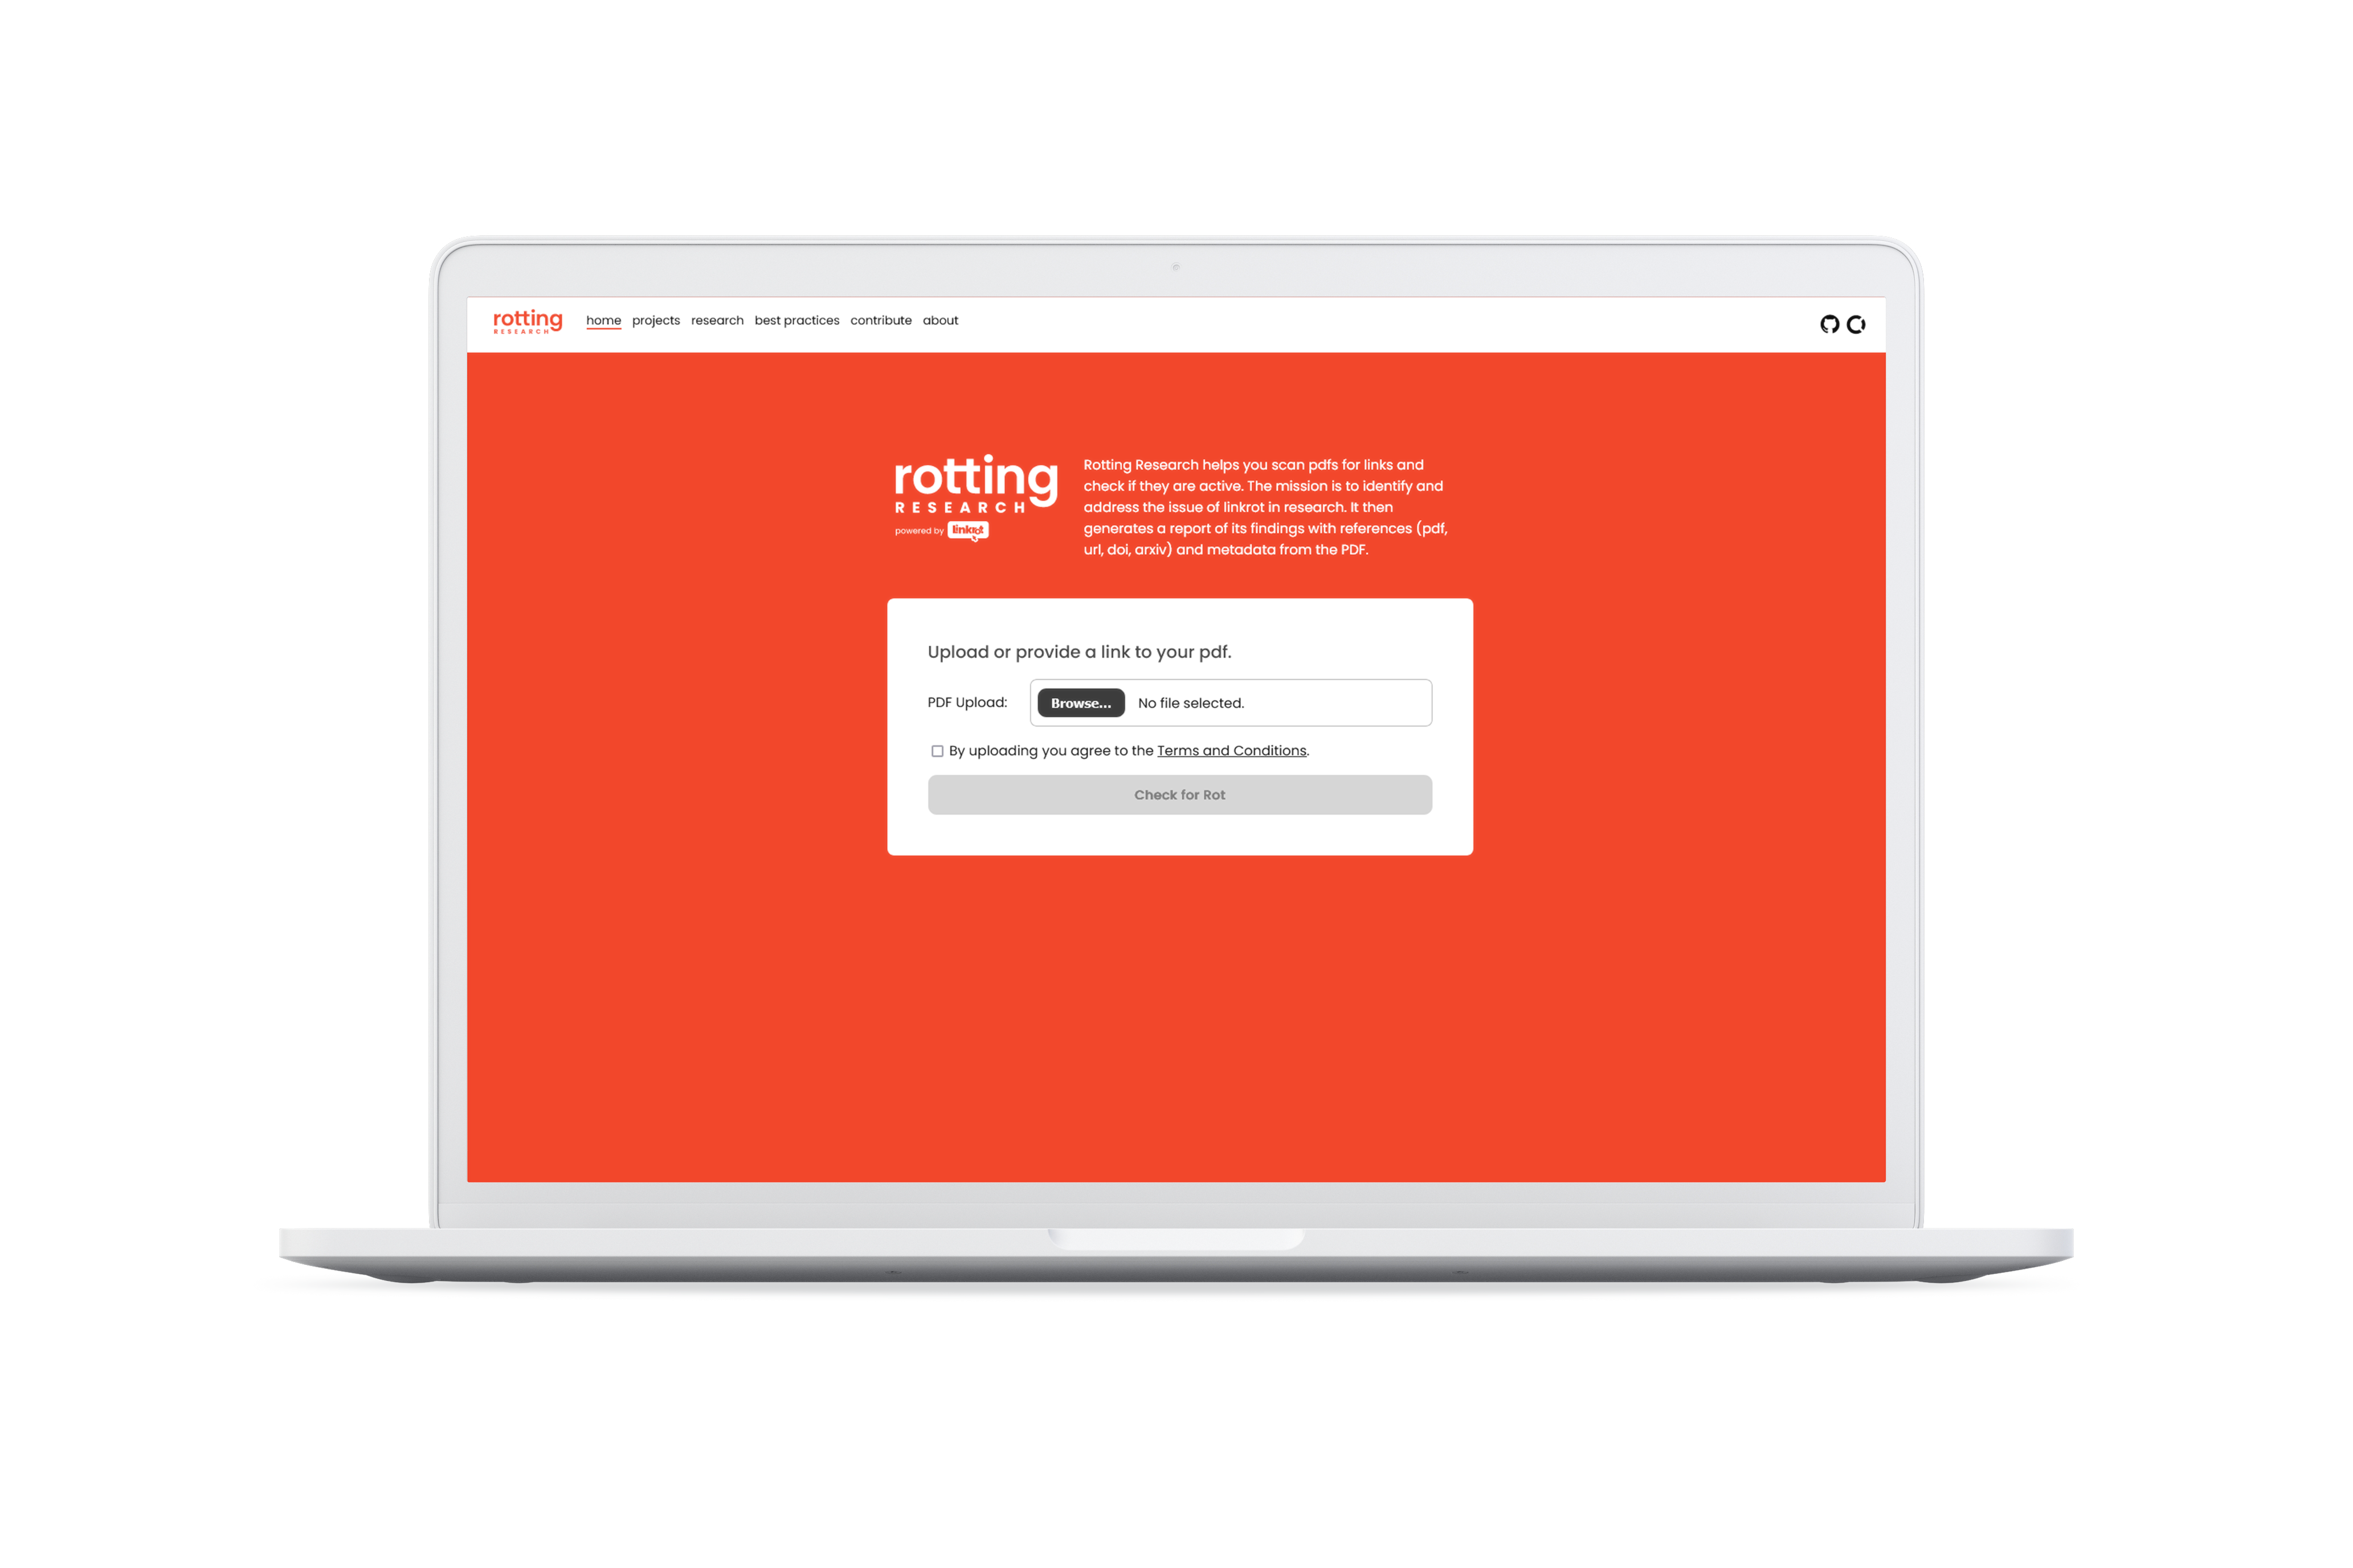 rotting
RESEARCH
home projects research best practices contribute about
rotting
RESEARCH
powered by linkrot
Rotting Research helps you scan pdfs for links and
check if they are active. The mission is to identify and
address the issue of linkrot in research. It then
generates a report of its findings with references (pdf,
url, doi, arxiv) and metadata from the PDF.
Upload or provide a link to your pdf.
PDF Upload: Browse... No file selected.
By uploading you agree to the Terms and Conditions.
Check for Rot